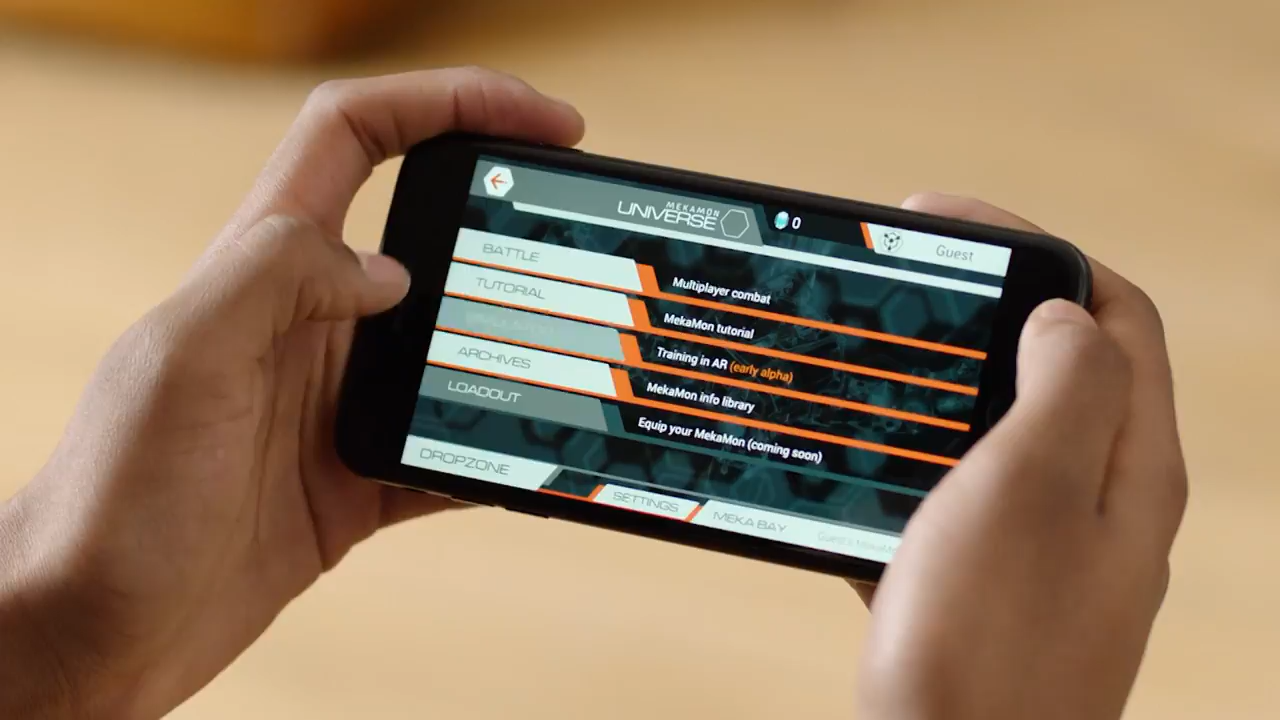 MEKAMON
UNIVERSE
0
Guest
BATTLE
Multiplayer combat
TUTORIAL
MekaMon tutorial
Training in AR (early alpha)
ARCHIVES
MekaMon info library
LOADOUT
Equip your MekaMon (coming soon)
DROPZONE
SETTINGS
MEKA BAY
Guest's